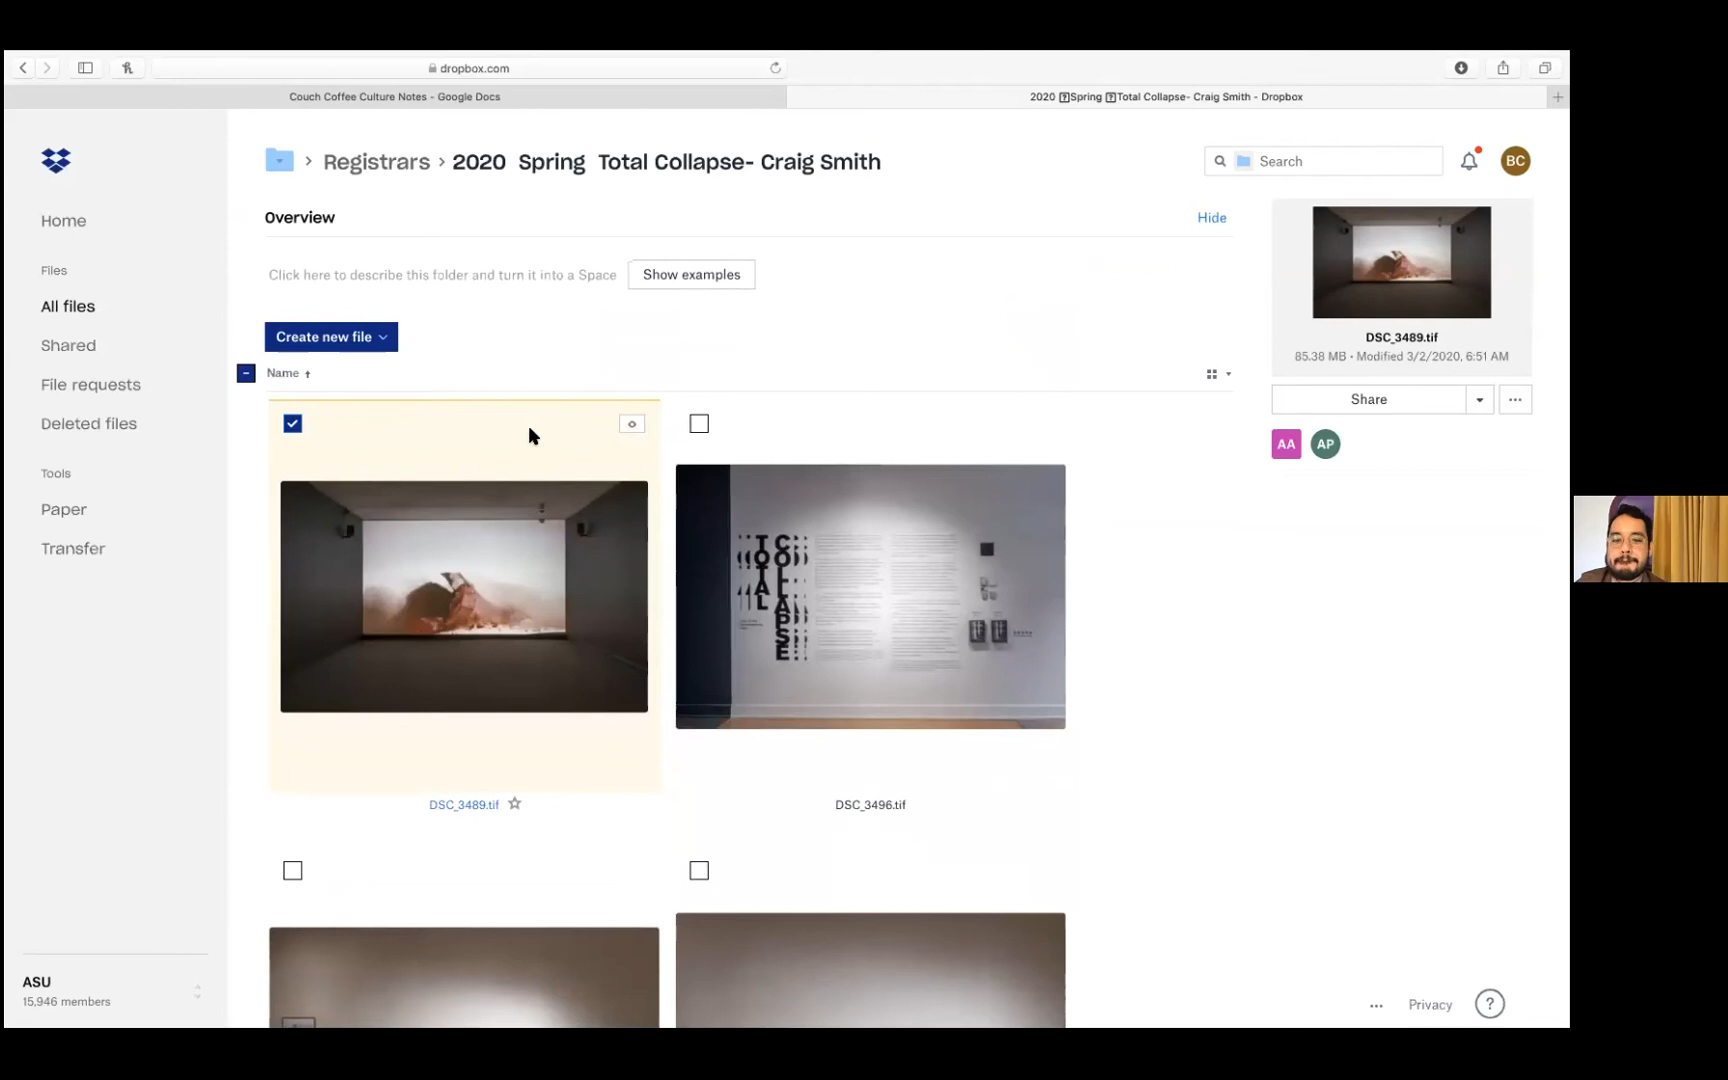 dropbox.com
Couch Coffee Culture Notes - Google Docs
2020 ⍰Spring ⍰Total Collapse- Craig Smith - Dropbox
Registrars › 2020 Spring Total Collapse- Craig Smith
Search
BC
Home
Files
All files
Shared
File requests
Deleted files
Tools
Paper
Transfer
ASU
15,946 members
Overview
Hide
Click here to describe this folder and turn it into a Space
Show examples
Create new file
Name
TOTAL
COLLAPSE
DSC_3489.tif
DSC_3496.tif
DSC_3489.tif
85.38 MB • Modified 3/2/2020, 6:51 AM
Share
AA
AP
Privacy
?